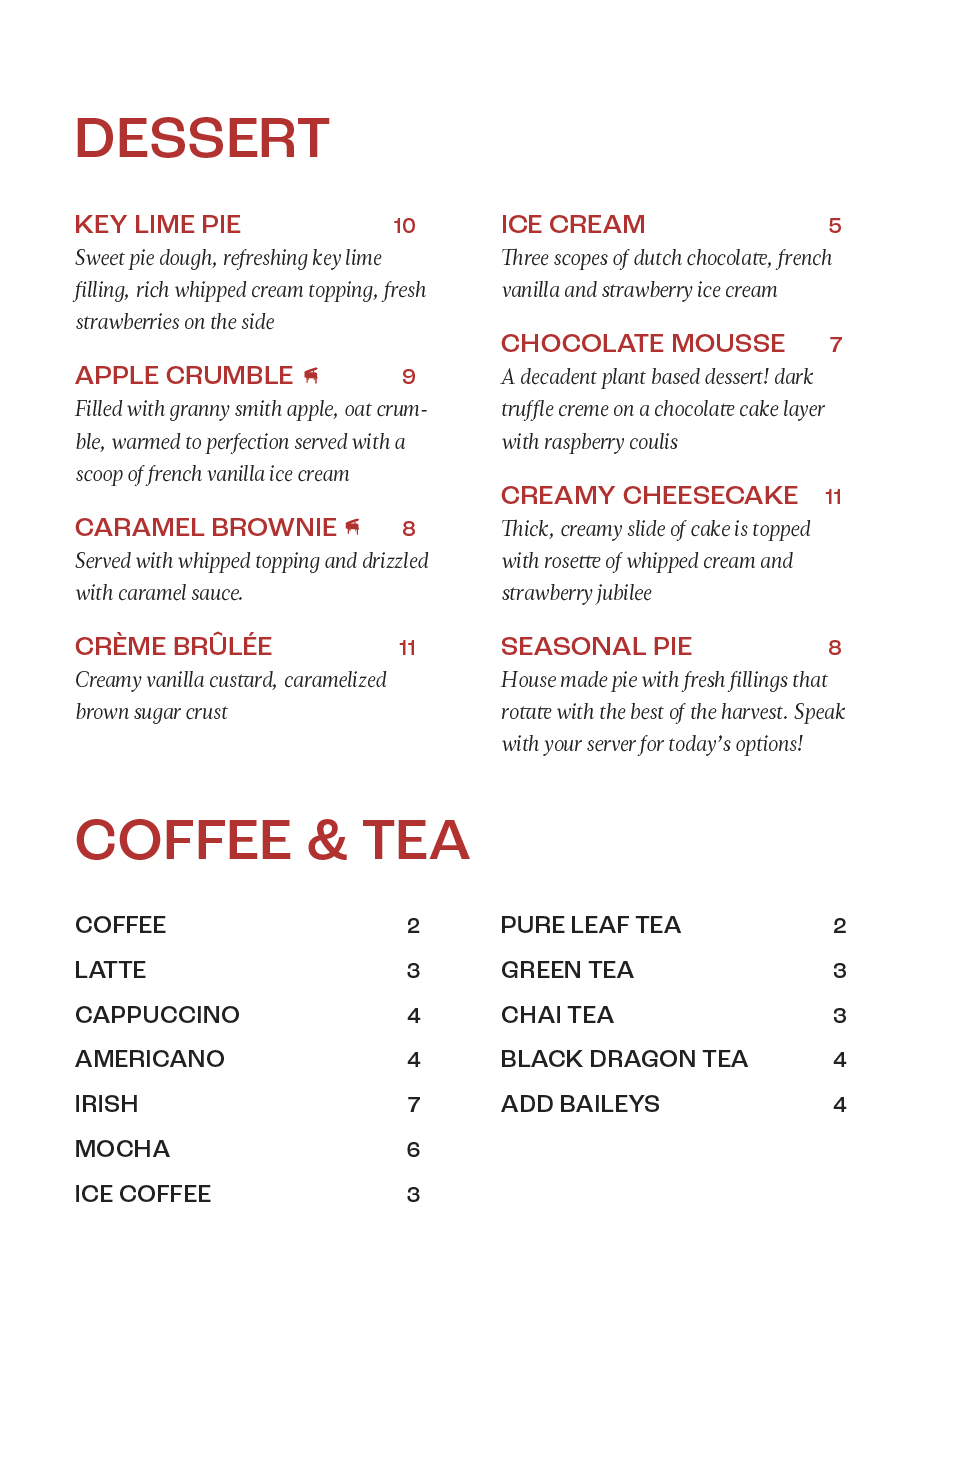 DESSERT
KEY LIME PIE 10
Sweet pie dough, refreshing key lime
filling, rich whipped cream topping, fresh
strawberries on the side
APPLE CRUMBLE 9
Filled with granny smith apple, oat crum-
ble, warmed to perfection served with a
scoop of french vanilla ice cream
CARAMEL BROWNIE 8
Served with whipped topping and drizzled
with caramel sauce.
CRÈME BRÛLÉE 11
Creamy vanilla custard, caramelized
brown sugar crust
ICE CREAM 5
Three scopes of dutch chocolate, french
vanilla and strawberry ice cream
CHOCOLATE MOUSSE 7
A decadent plant based dessert! dark
truffle creme on a chocolate cake layer
with raspberry coulis
CREAMY CHEESECAKE 11
Thick, creamy slide of cake is topped
with rosette of whipped cream and
strawberry jubilee
SEASONAL PIE 8
House made pie with fresh fillings that
rotate with the best of the harvest. Speak
with your server for today’s options!
COFFEE & TEA
COFFEE 2
LATTE 3
CAPPUCCINO 4
AMERICANO 4
IRISH 7
MOCHA 6
ICE COFFEE 3
PURE LEAF TEA 2
GREEN TEA 3
CHAI TEA 3
BLACK DRAGON TEA 4
ADD BAILEYS 4